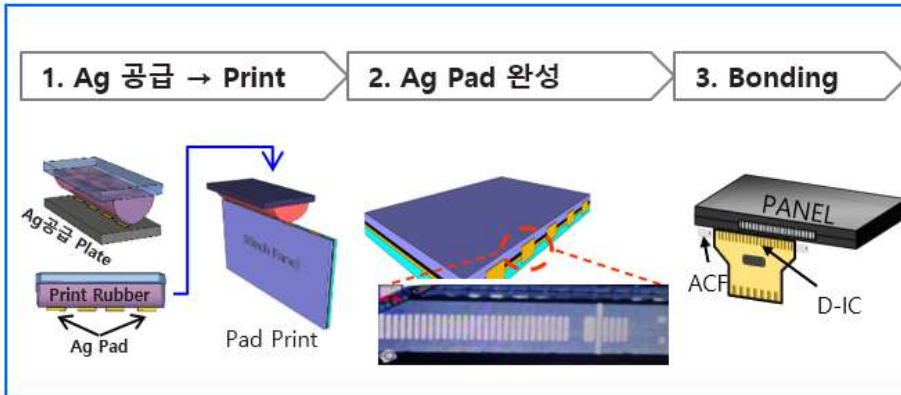 1. Ag 공급 → Print
2. Ag Pad 완성
3. Bonding
Ag공급 Plate
Print Rubber
Ag Pad
Pad Print
PANEL
ACF
D-IC